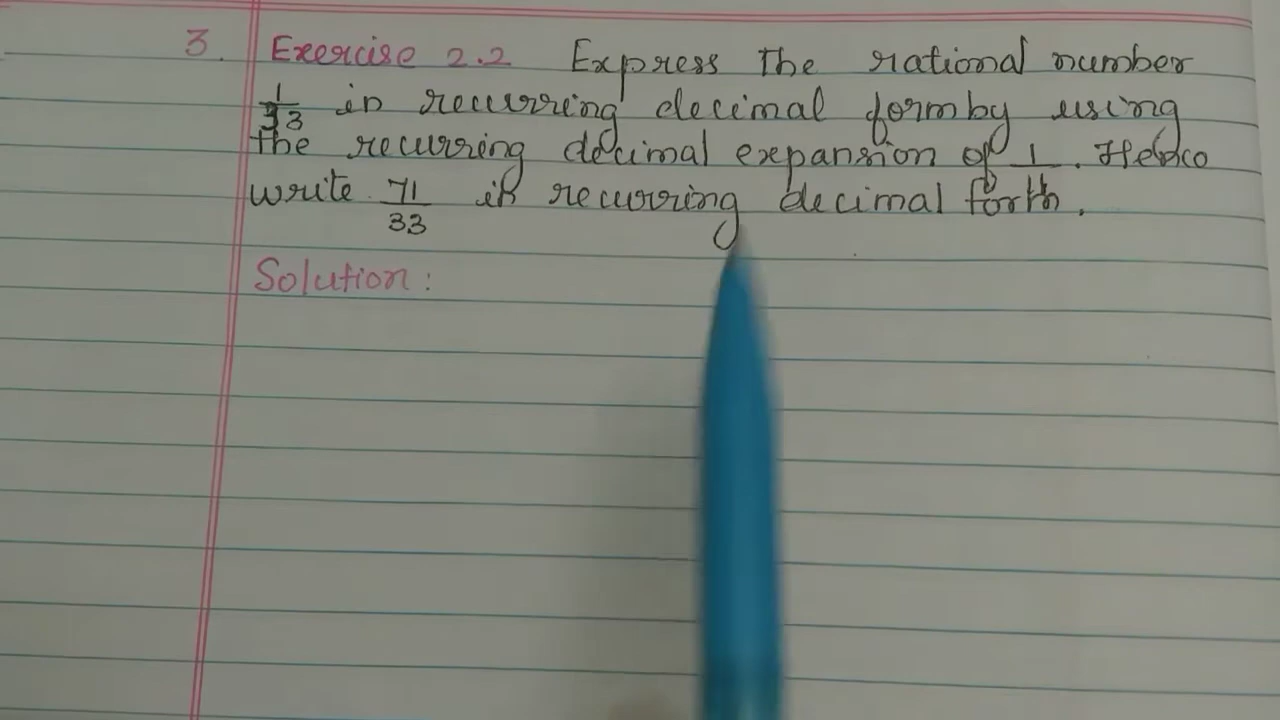 3. Exercise 2.2 Express the rational number
1/33 in recurring decimal form by using
the recurring decimal expansion of 1 . Hence
write 71/33 in recurring decimal form.
Solution: